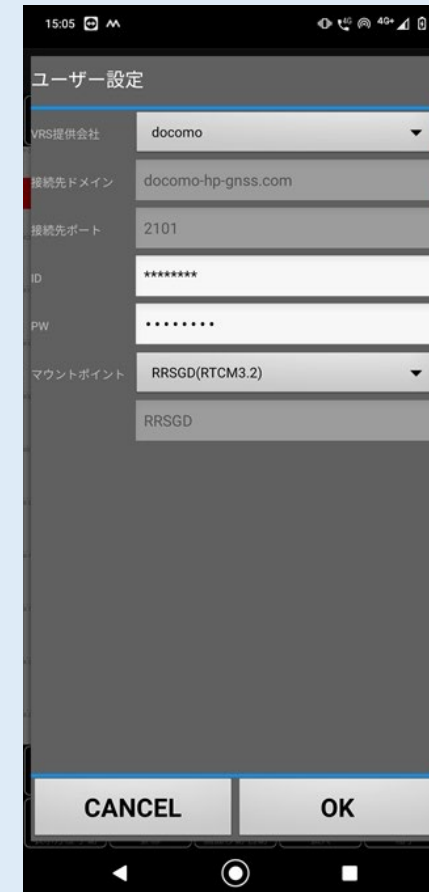 15:05
4G 4G+
ユーザー設定
VRS提供会社 docomo
接続先ドメイン docomo-hp-gnss.com
接続先ポート 2101
ID ********
PW ········
マウントポイント RRSGD(RTCM3.2)
RRSGD
CANCEL OK